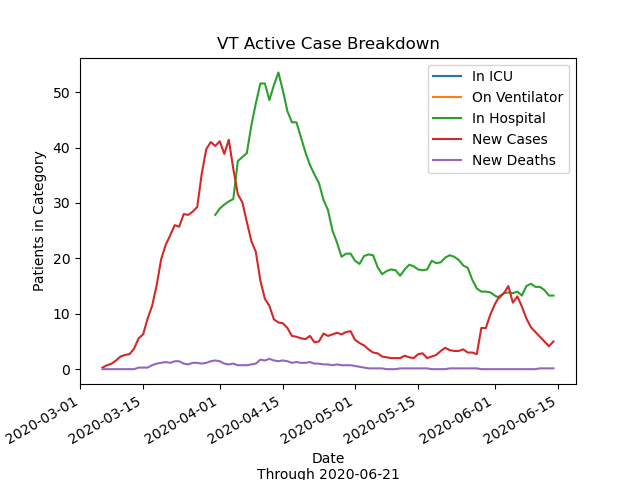 VT Active Case Breakdown
In ICU
On Ventilator
In Hospital
New Cases
New Deaths
Patients in Category
50
40
30
20
10
0
2020-03-01
2020-03-15
2020-04-01
2020-04-15
2020-05-01
2020-05-15
2020-06-01
2020-06-15
Date
Through 2020-06-21